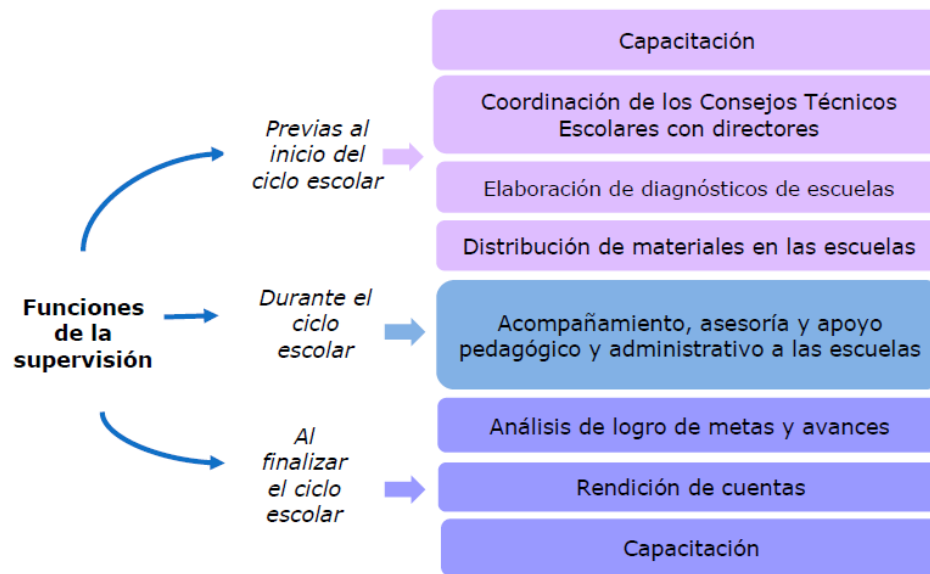 Funciones
de la
supervisión
Previas al
inicio del
ciclo escolar
Capacitación
Coordinación de los Consejos Técnicos
Escolares con directores
Elaboración de diagnósticos de escuelas
Distribución de materiales en las escuelas
Durante el
ciclo
escolar
Acompañamiento, asesoría y apoyo
pedagógico y administrativo a las escuelas
Al
finalizar
el ciclo
escolar
Análisis de logro de metas y avances
Rendición de cuentas
Capacitación